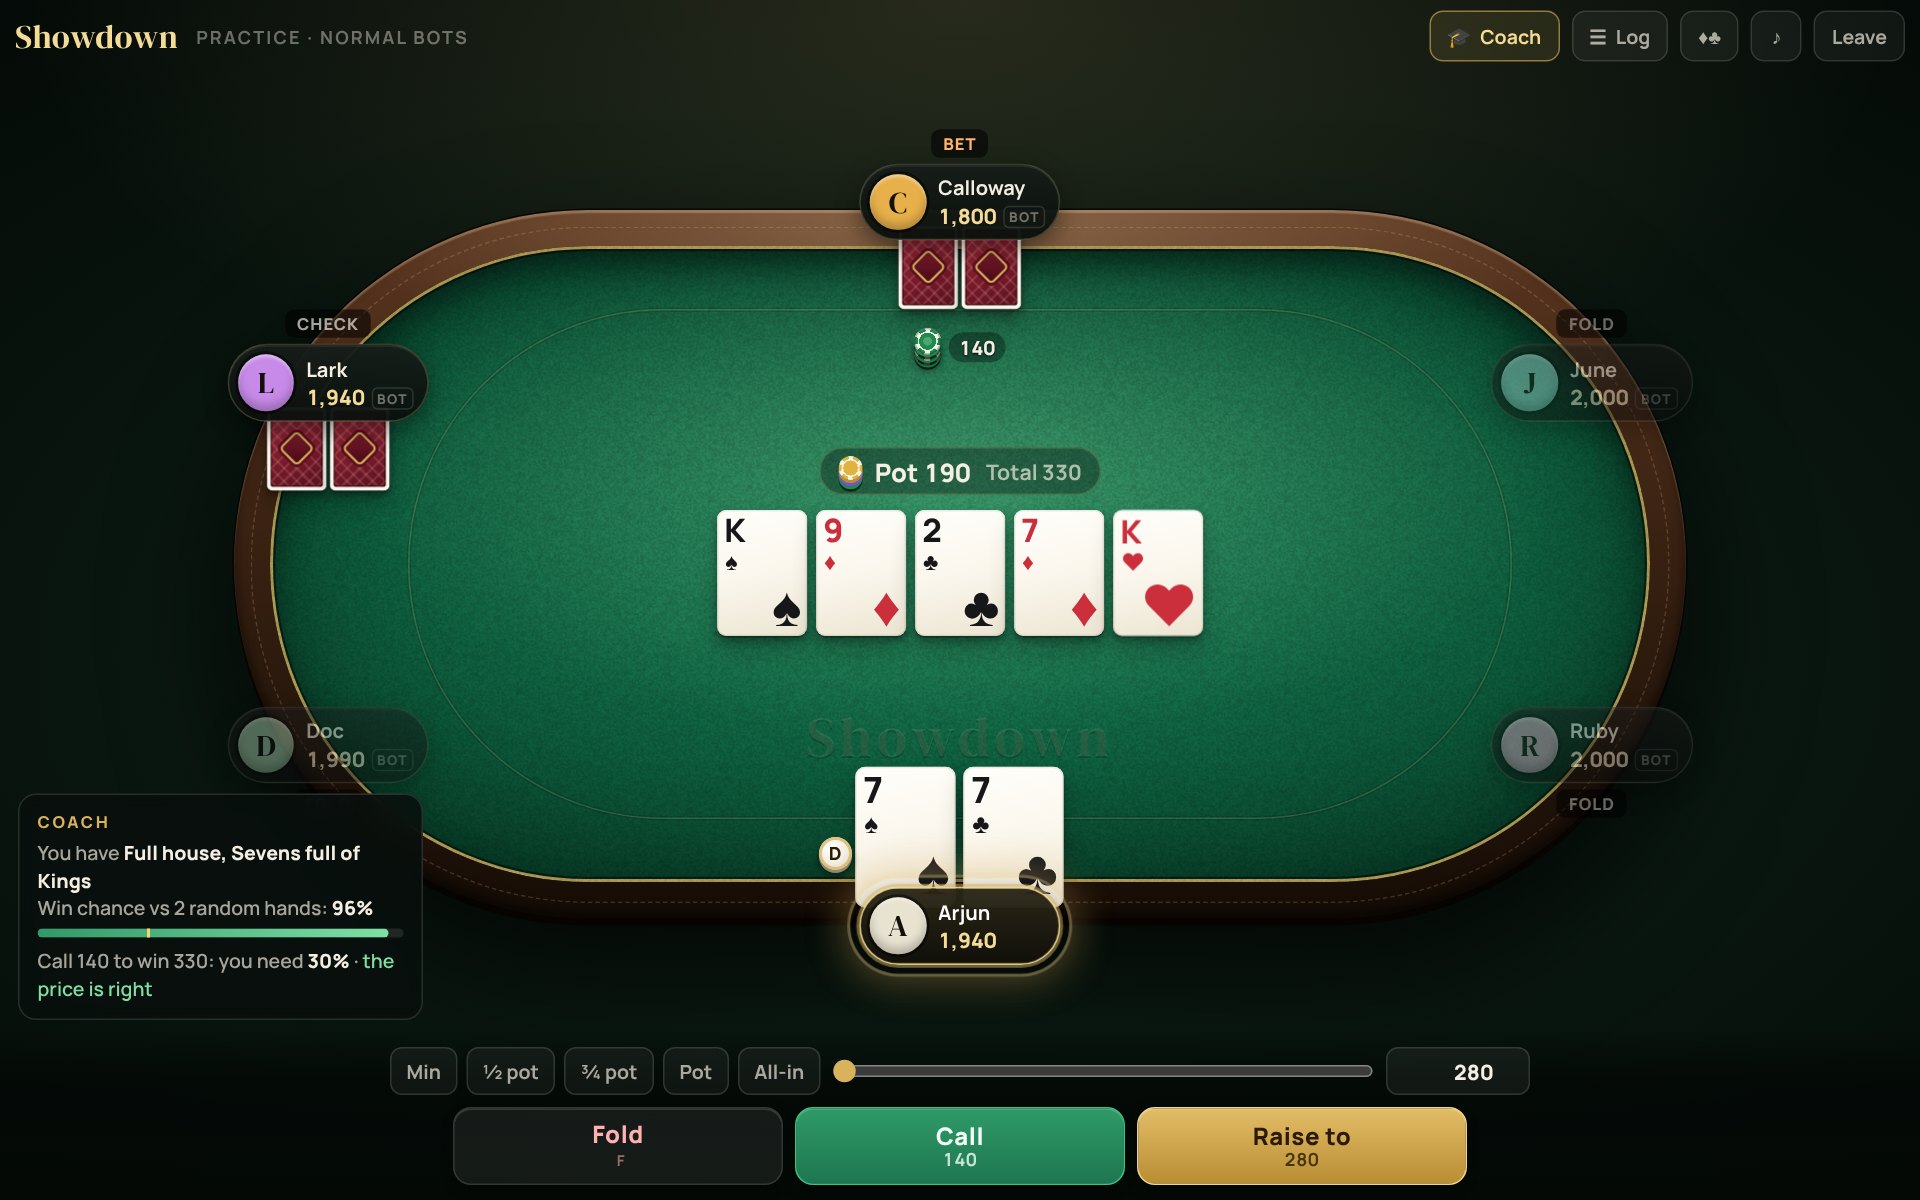 Showdown PRACTICE · NORMAL BOTS
🎓 Coach ☰ Log ♦♣ ♪ Leave
BET
C Calloway
1,800 BOT
140
CHECK
L Lark
1,940 BOT
FOLD
J June
2,000 BOT
Pot 190 Total 330
K♠ 9♦ 2♣ 7♦ K♥
Showdown
D Doc
1,990 BOT
R Ruby
2,000 BOT
FOLD
7♠ 7♣
D
A Arjun
1,940
COACH
You have Full house, Sevens full of
Kings
Win chance vs 2 random hands: 96%
Call 140 to win 330: you need 30% · the
price is right
Min ½ pot ¾ pot Pot All-in 280
Fold
F
Call
140
Raise to
280